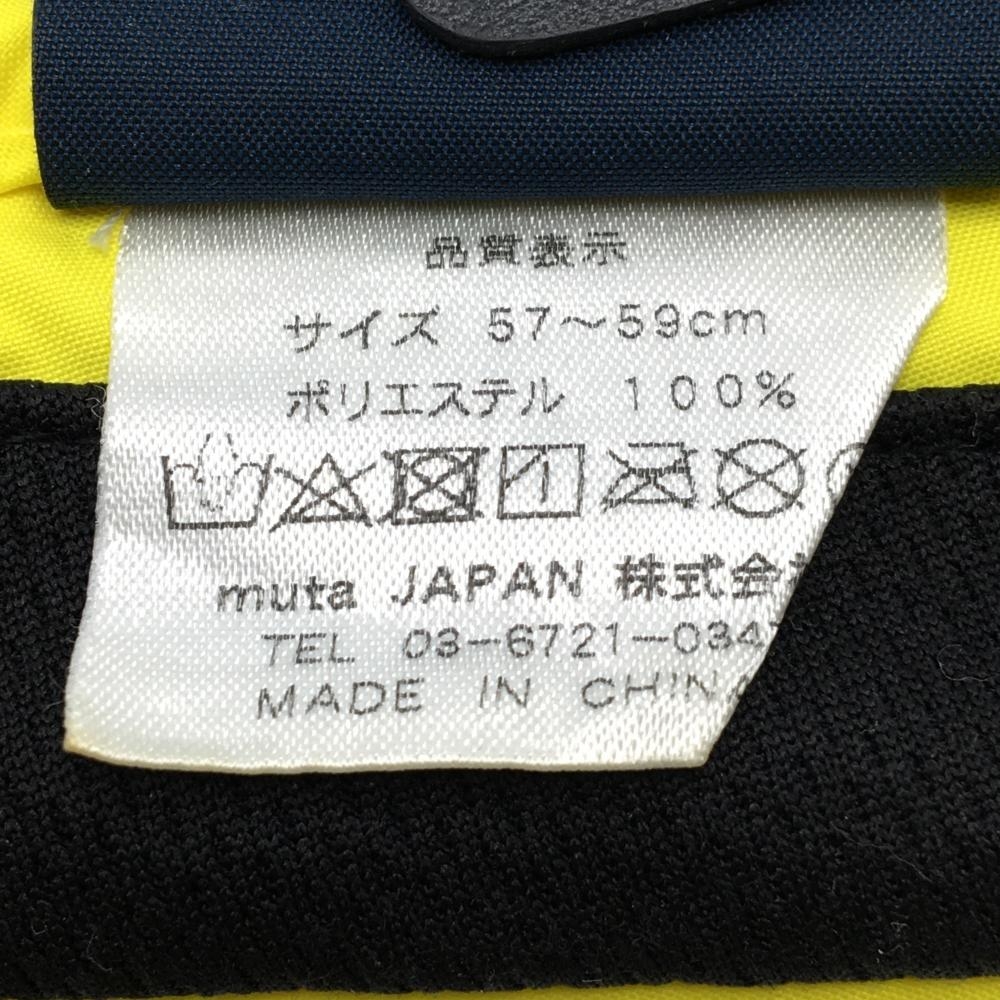 品質表示
サイズ 57～59cm
ポリエステル 100％
muta JAPAN 株式会
TEL 03－6721－034
MADE IN CHINA